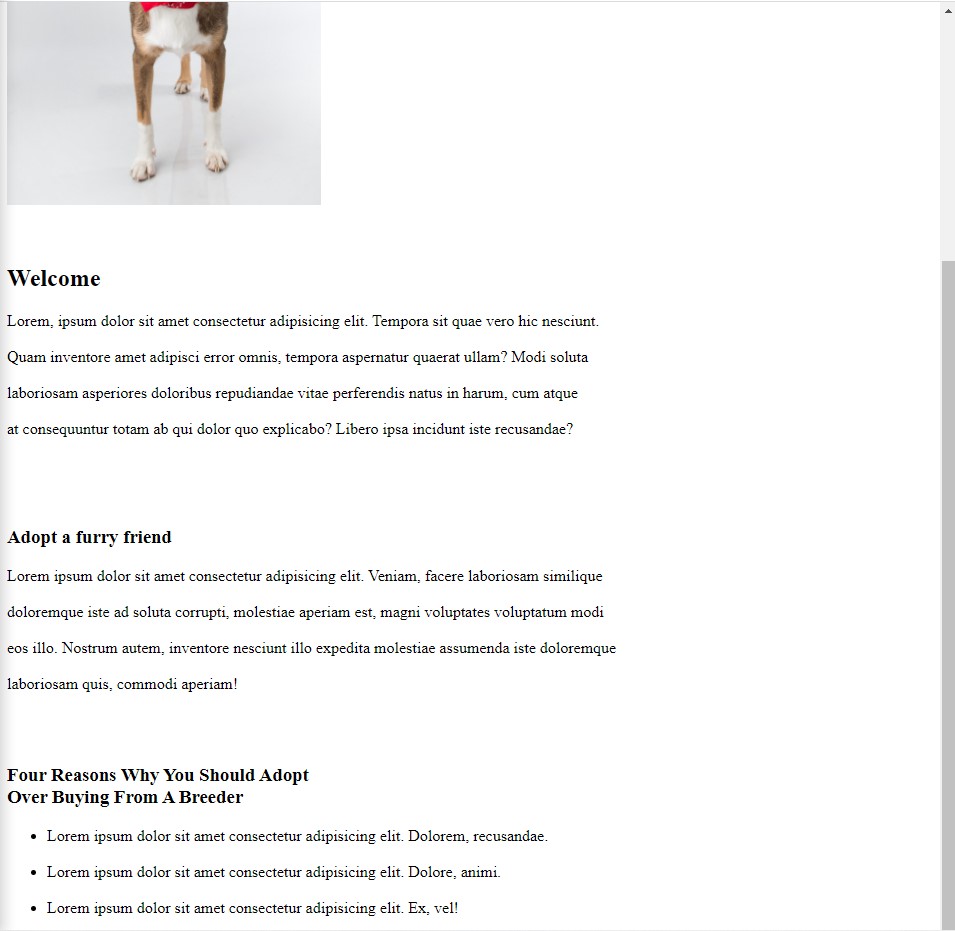 Welcome
Lorem, ipsum dolor sit amet consectetur adipisicing elit. Tempora sit quae vero hic nesciunt.
Quam inventore amet adipisci error omnis, tempora aspernatur quaerat ullam? Modi soluta
laboriosam asperiores doloribus repudiandae vitae perferendis natus in harum, cum atque
at consequuntur totam ab qui dolor quo explicabo? Libero ipsa incidunt iste recusandae?
Adopt a furry friend
Lorem ipsum dolor sit amet consectetur adipisicing elit. Veniam, facere laboriosam similique
doloremque iste ad soluta corrupti, molestiae aperiam est, magni voluptates voluptatum modi
eos illo. Nostrum autem, inventore nesciunt illo expedita molestiae assumenda iste doloremque
laboriosam quis, commodi aperiam!
Four Reasons Why You Should Adopt
Over Buying From A Breeder
• Lorem ipsum dolor sit amet consectetur adipisicing elit. Dolorem, recusandae.
• Lorem ipsum dolor sit amet consectetur adipisicing elit. Dolore, animi.
• Lorem ipsum dolor sit amet consectetur adipisicing elit. Ex, vel!